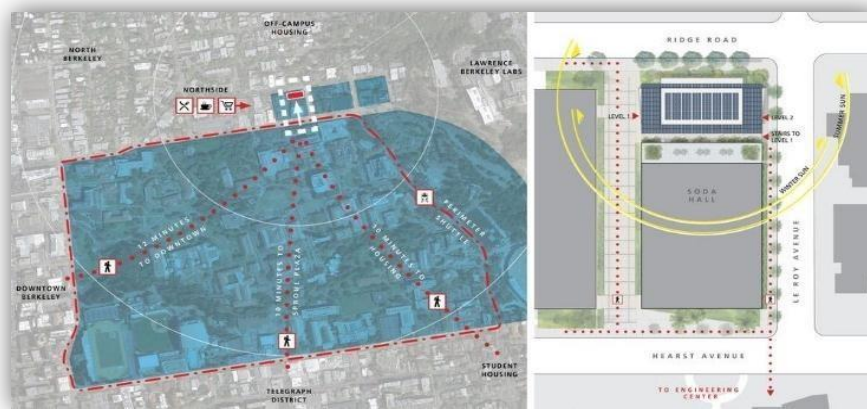 OFF-CAMPUS
HOUSING
NORTH
BERKELEY
LAWRENCE
BERKELEY LABS
NORTHSIDE
PERIMETER
SHUTTLE
12 MINUTES
TO DOWNTOWN
10 MINUTES TO
SPROUL PLAZA
10 MINUTES TO
HOUSING
DOWNTOWN
BERKELEY
STUDENT
HOUSING
TELEGRAPH
DISTRICT
RIDGE ROAD
LEVEL 1
LEVEL 2
STAIRS TO
LEVEL 1
SUMMER SUN
WINTER SUN
SODA
HALL
LE ROY AVENUE
HEARST AVENUE
TO ENGINEERING
CENTER